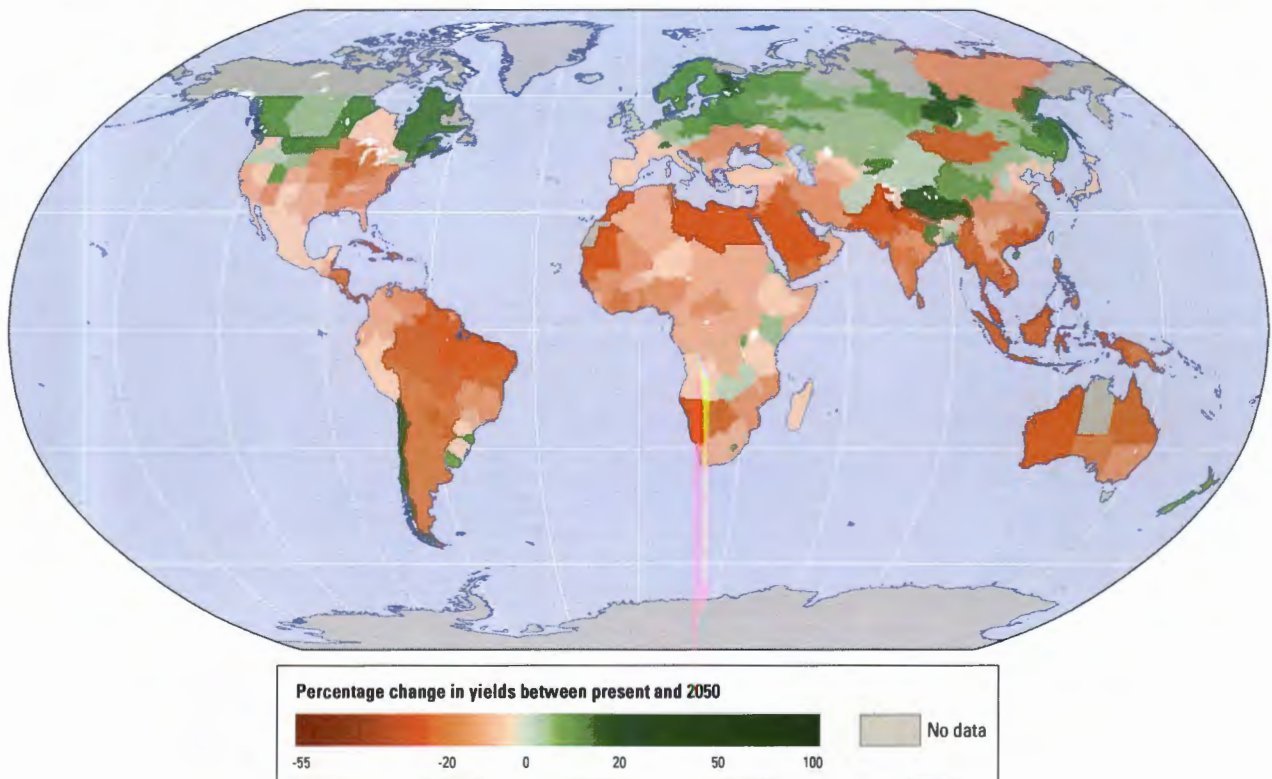 Percentage change in yields between present and 2050
No data
-55 -20 0 20 50 100